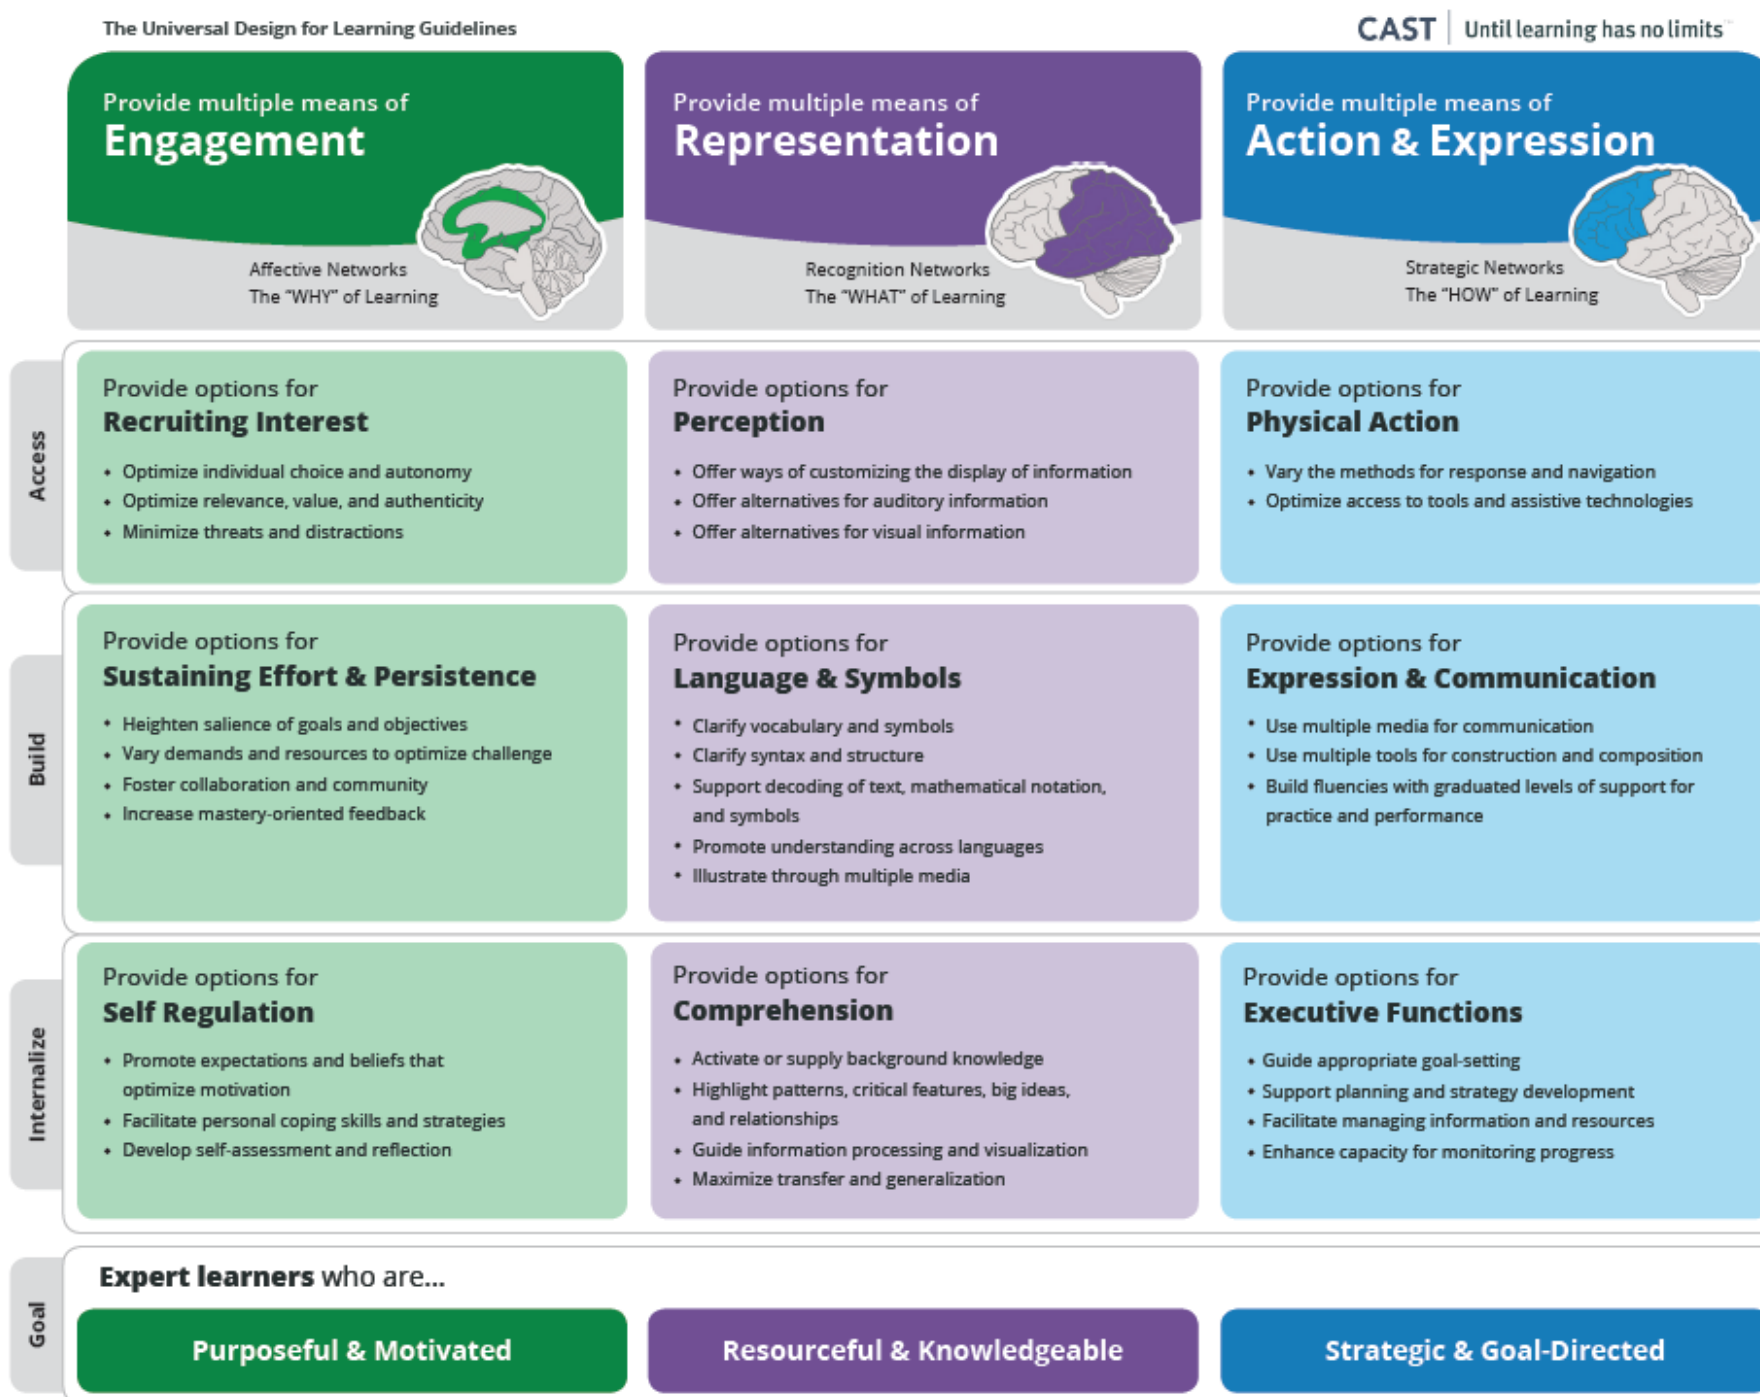 The Universal Design for Learning Guidelines
CAST | Until learning has no limits™
Provide multiple means of
Engagement
Affective Networks
The “WHY” of Learning
Provide multiple means of
Representation
Recognition Networks
The “WHAT” of Learning
Provide multiple means of
Action & Expression
Strategic Networks
The “HOW” of Learning
Access
Provide options for
Recruiting Interest
• Optimize individual choice and autonomy
• Optimize relevance, value, and authenticity
• Minimize threats and distractions
Provide options for
Perception
• Offer ways of customizing the display of information
• Offer alternatives for auditory information
• Offer alternatives for visual information
Provide options for
Physical Action
• Vary the methods for response and navigation
• Optimize access to tools and assistive technologies
Build
Provide options for
Sustaining Effort & Persistence
• Heighten salience of goals and objectives
• Vary demands and resources to optimize challenge
• Foster collaboration and community
• Increase mastery-oriented feedback
Provide options for
Language & Symbols
• Clarify vocabulary and symbols
• Clarify syntax and structure
• Support decoding of text, mathematical notation,
and symbols
• Promote understanding across languages
• Illustrate through multiple media
Provide options for
Expression & Communication
• Use multiple media for communication
• Use multiple tools for construction and composition
• Build fluencies with graduated levels of support for
practice and performance
Internalize
Provide options for
Self Regulation
• Promote expectations and beliefs that
optimize motivation
• Facilitate personal coping skills and strategies
• Develop self-assessment and reflection
Provide options for
Comprehension
• Activate or supply background knowledge
• Highlight patterns, critical features, big ideas,
and relationships
• Guide information processing and visualization
• Maximize transfer and generalization
Provide options for
Executive Functions
• Guide appropriate goal-setting
• Support planning and strategy development
• Facilitate managing information and resources
• Enhance capacity for monitoring progress
Goal
Expert learners who are...
Purposeful & Motivated
Resourceful & Knowledgeable
Strategic & Goal-Directed